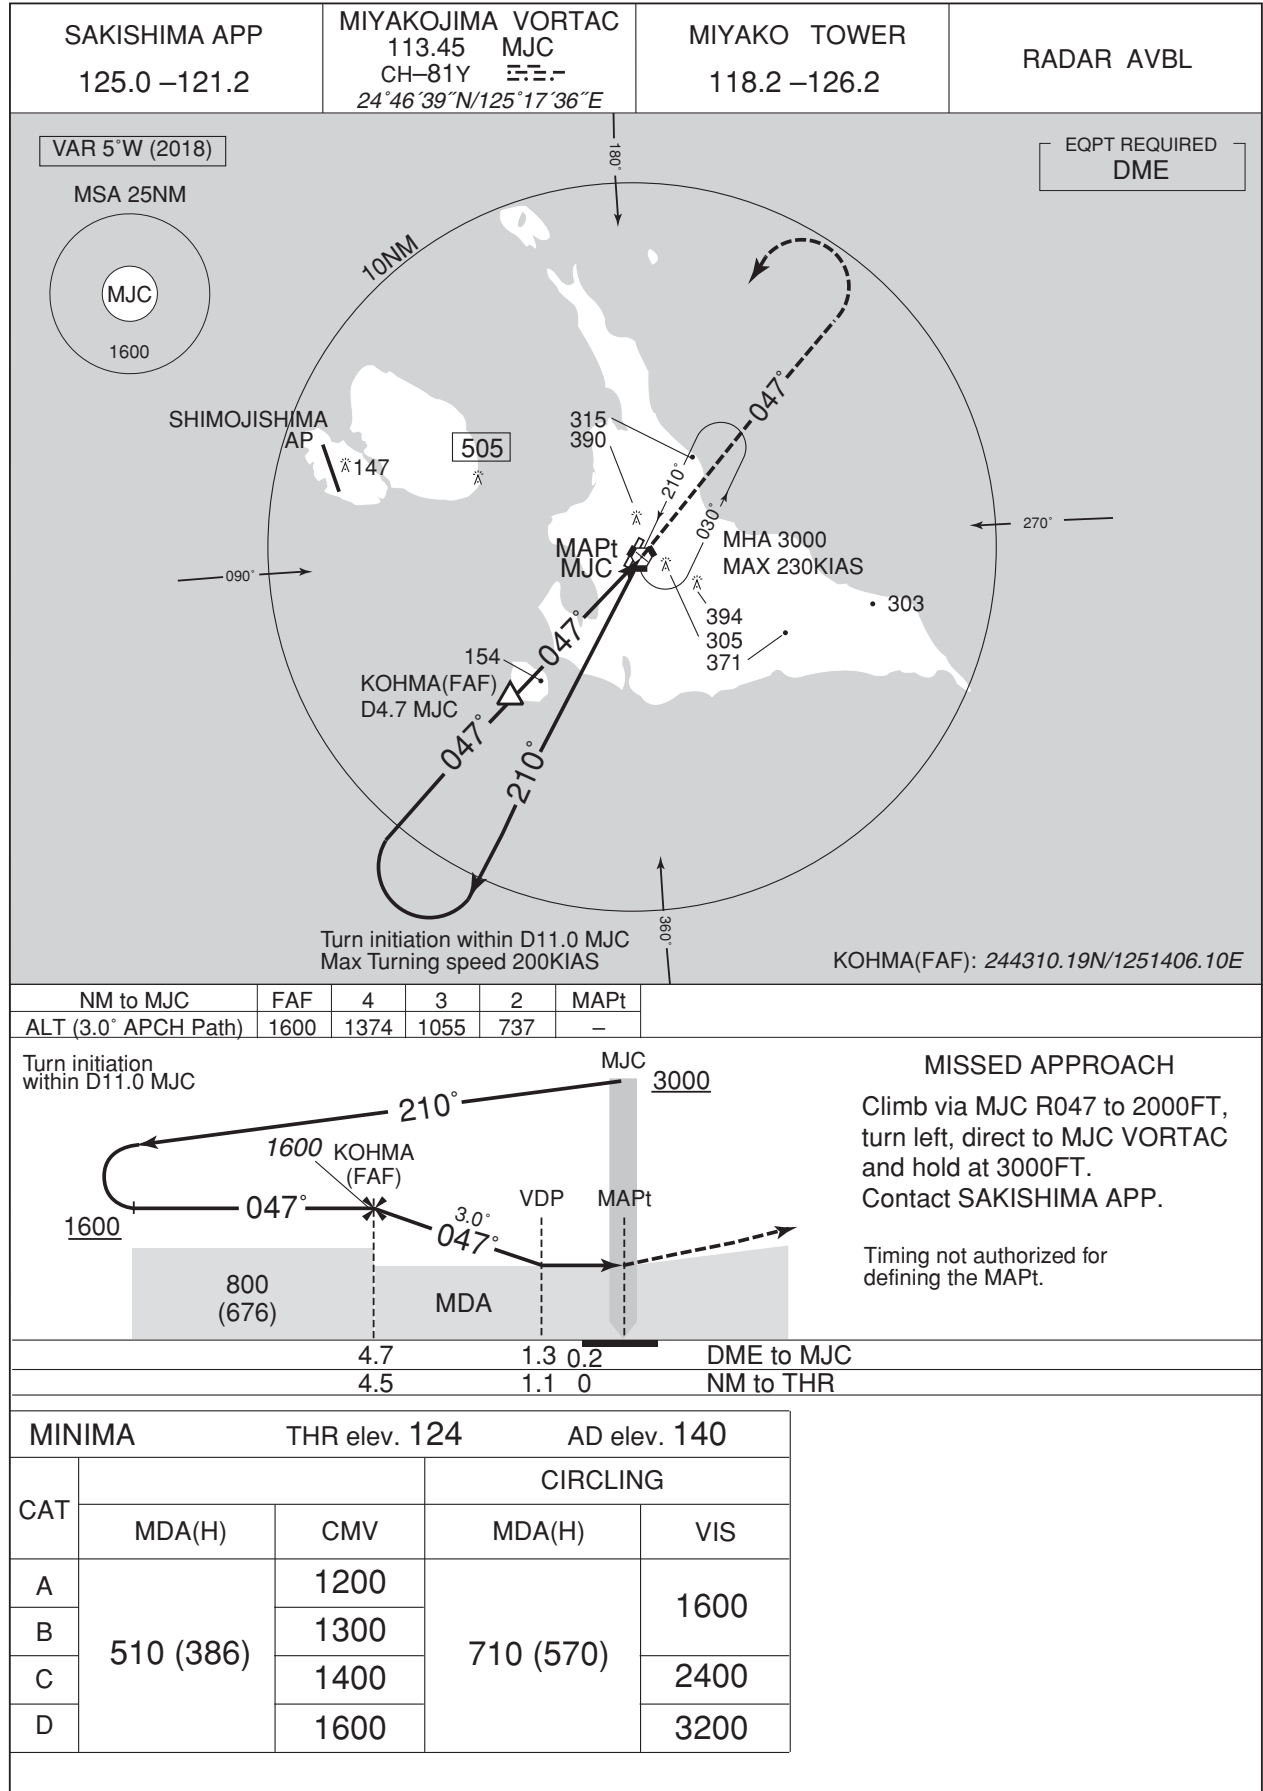 SAKISHIMA APP
125.0 –121.2
MIYAKOJIMA VORTAC
113.45 MJC
CH–81Y
24°46´39˝N/125°17´36˝E
MIYAKO TOWER
118.2 –126.2
RADAR AVBL
VAR 5°W (2018)
MSA 25NM
MJC
1600
EQPT REQUIRED
DME
180°
10NM
047°
SHIMOJISHIMA
AP
147
505
315
390
210°
030°
270°
090°
MAPt
MJC
MHA 3000
MAX 230KIAS
394
305
371
303
047°
154
KOHMA(FAF)
D4.7 MJC
047°
210°
360°
Turn initiation within D11.0 MJC
Max Turning speed 200KIAS
KOHMA(FAF): 244310.19N/1251406.10E
NM to MJC FAF 4 3 2 MAPt
ALT (3.0° APCH Path) 1600 1374 1055 737 –
Turn initiation
within D11.0 MJC
MJC
3000
210°
1600 KOHMA
(FAF)
VDP MAPt
1600
047°
3.0°
047°
800
(676)
MDA
MISSED APPROACH
Climb via MJC R047 to 2000FT,
turn left, direct to MJC VORTAC
and hold at 3000FT.
Contact SAKISHIMA APP.
Timing not authorized for
defining the MAPt.
4.7 1.3 0.2 DME to MJC
4.5 1.1 0 NM to THR
MINIMA THR elev. 124 AD elev. 140
CAT
CIRCLING
MDA(H) CMV MDA(H) VIS
A 1200
B 1300
C 1400
D 1600
510 (386)
710 (570)
1600
2400
3200